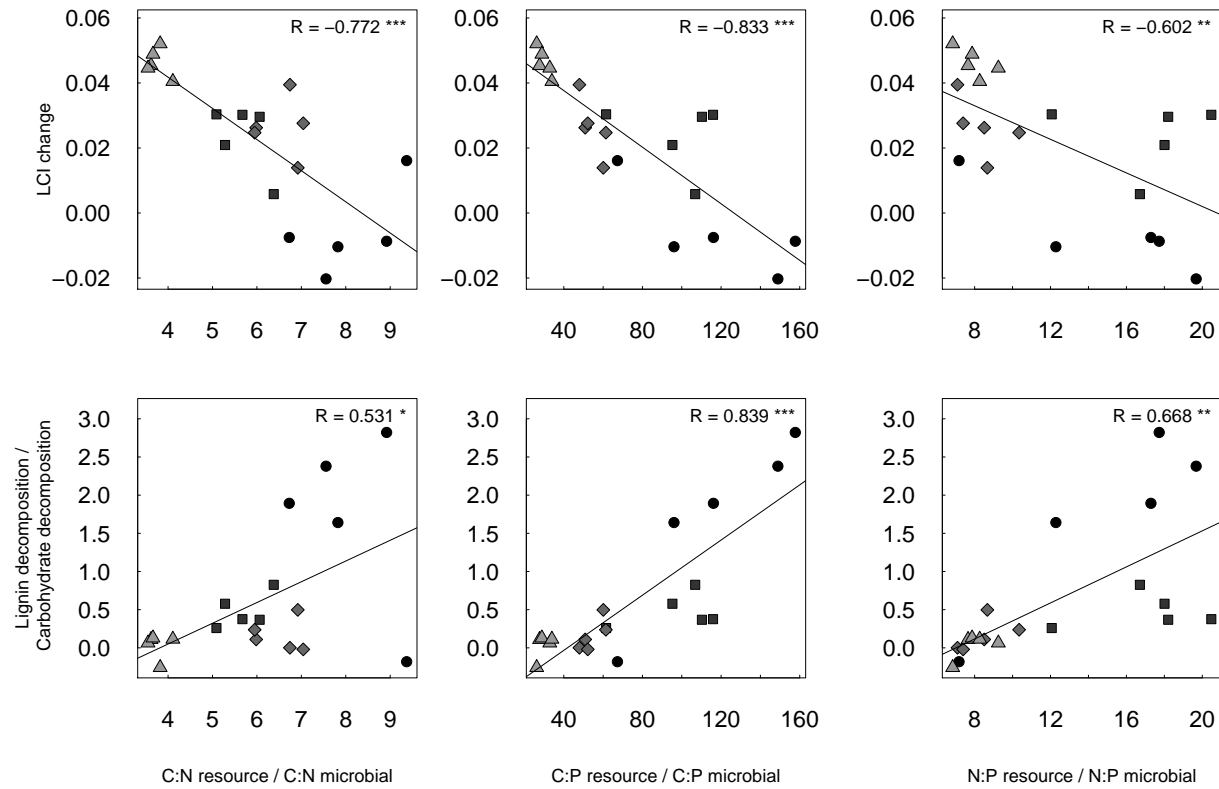 R = −0.772 ***
R = −0.833 ***
R = −0.602 **
LCI change
0.06
0.04
0.02
0.00
−0.02
4 5 6 7 8 9
0.06
0.04
0.02
0.00
−0.02
40 80 120 160
0.06
0.04
0.02
0.00
−0.02
8 12 16 20
R = 0.531 *
R = 0.839 ***
R = 0.668 **
Lignin decomposition /
Carbohydrate decomposition
3.0
2.5
2.0
1.5
1.0
0.5
0.0
4 5 6 7 8 9
3.0
2.5
2.0
1.5
1.0
0.5
0.0
40 80 120 160
3.0
2.5
2.0
1.5
1.0
0.5
0.0
8 12 16 20
C:N resource / C:N microbial
C:P resource / C:P microbial
N:P resource / N:P microbial